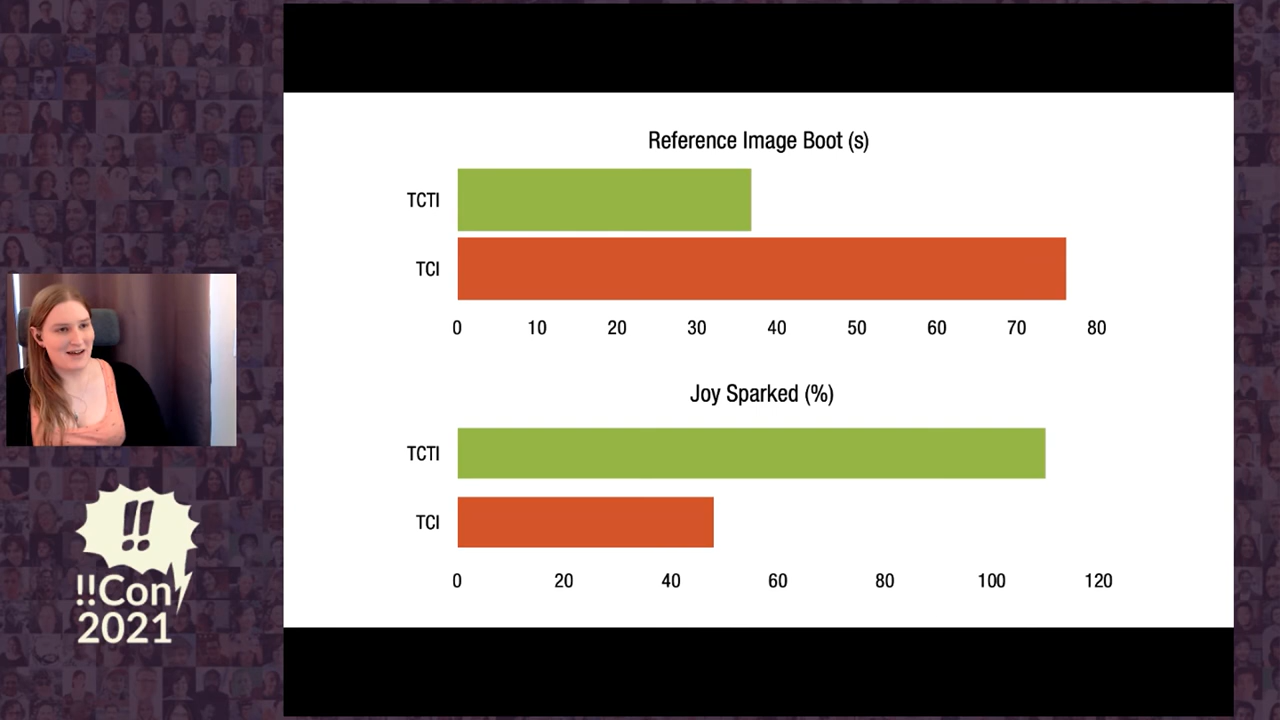 Reference Image Boot (s)
TCTI
TCI
0 10 20 30 40 50 60 70 80
Joy Sparked (%)
TCTI
TCI
0 20 40 60 80 100 120
!!
!!Con
2021